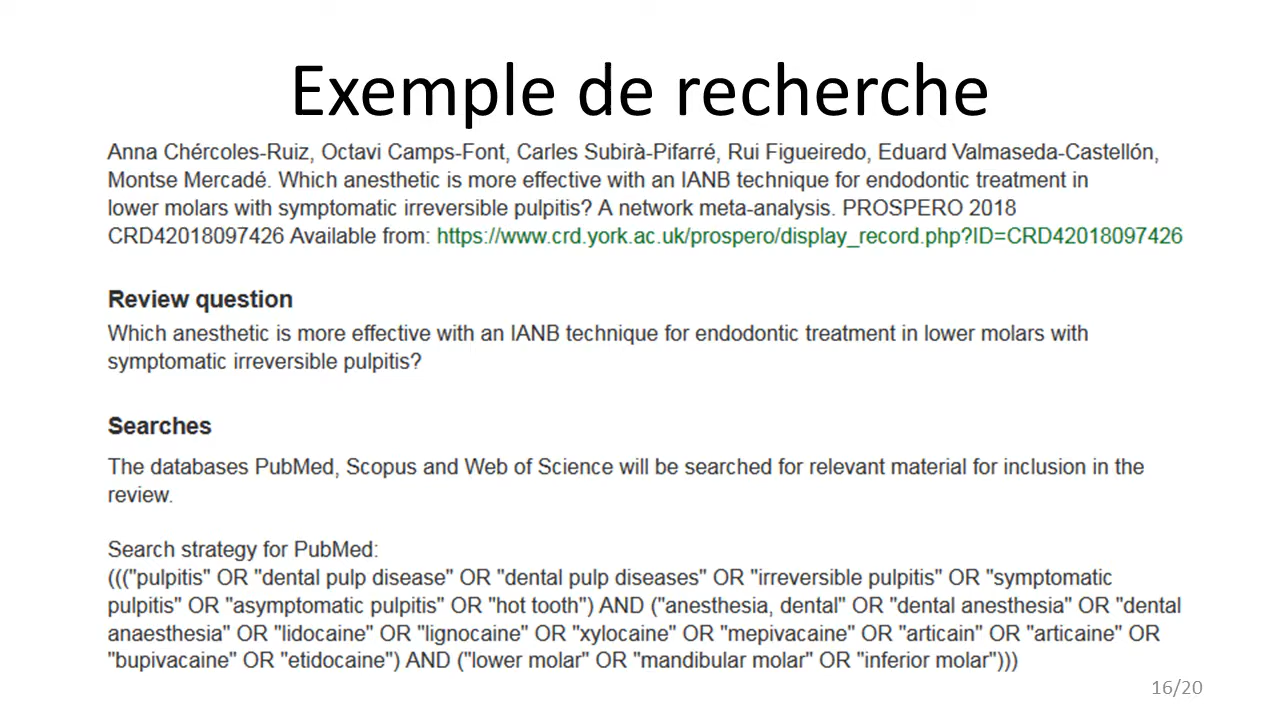 Exemple de recherche
Anna Chércoles-Ruiz, Octavi Camps-Font, Carles Subirà-Pifarré, Rui Figueiredo, Eduard Valmaseda-Castellón,
Montse Mercadé. Which anesthetic is more effective with an IANB technique for endodontic treatment in
lower molars with symptomatic irreversible pulpitis? A network meta-analysis. PROSPERO 2018
CRD42018097426 Available from: https://www.crd.york.ac.uk/prospero/display_record.php?ID=CRD42018097426
Review question
Which anesthetic is more effective with an IANB technique for endodontic treatment in lower molars with
symptomatic irreversible pulpitis?
Searches
The databases PubMed, Scopus and Web of Science will be searched for relevant material for inclusion in the
review.
Search strategy for PubMed:
((("pulpitis" OR "dental pulp disease" OR "dental pulp diseases" OR "irreversible pulpitis" OR "symptomatic
pulpitis" OR "asymptomatic pulpitis" OR "hot tooth") AND ("anesthesia, dental" OR "dental anesthesia" OR "dental
anaesthesia" OR "lidocaine" OR "lignocaine" OR "xylocaine" OR "mepivacaine" OR "articain" OR "articaine" OR
"bupivacaine" OR "etidocaine") AND ("lower molar" OR "mandibular molar" OR "inferior molar")))
16/20